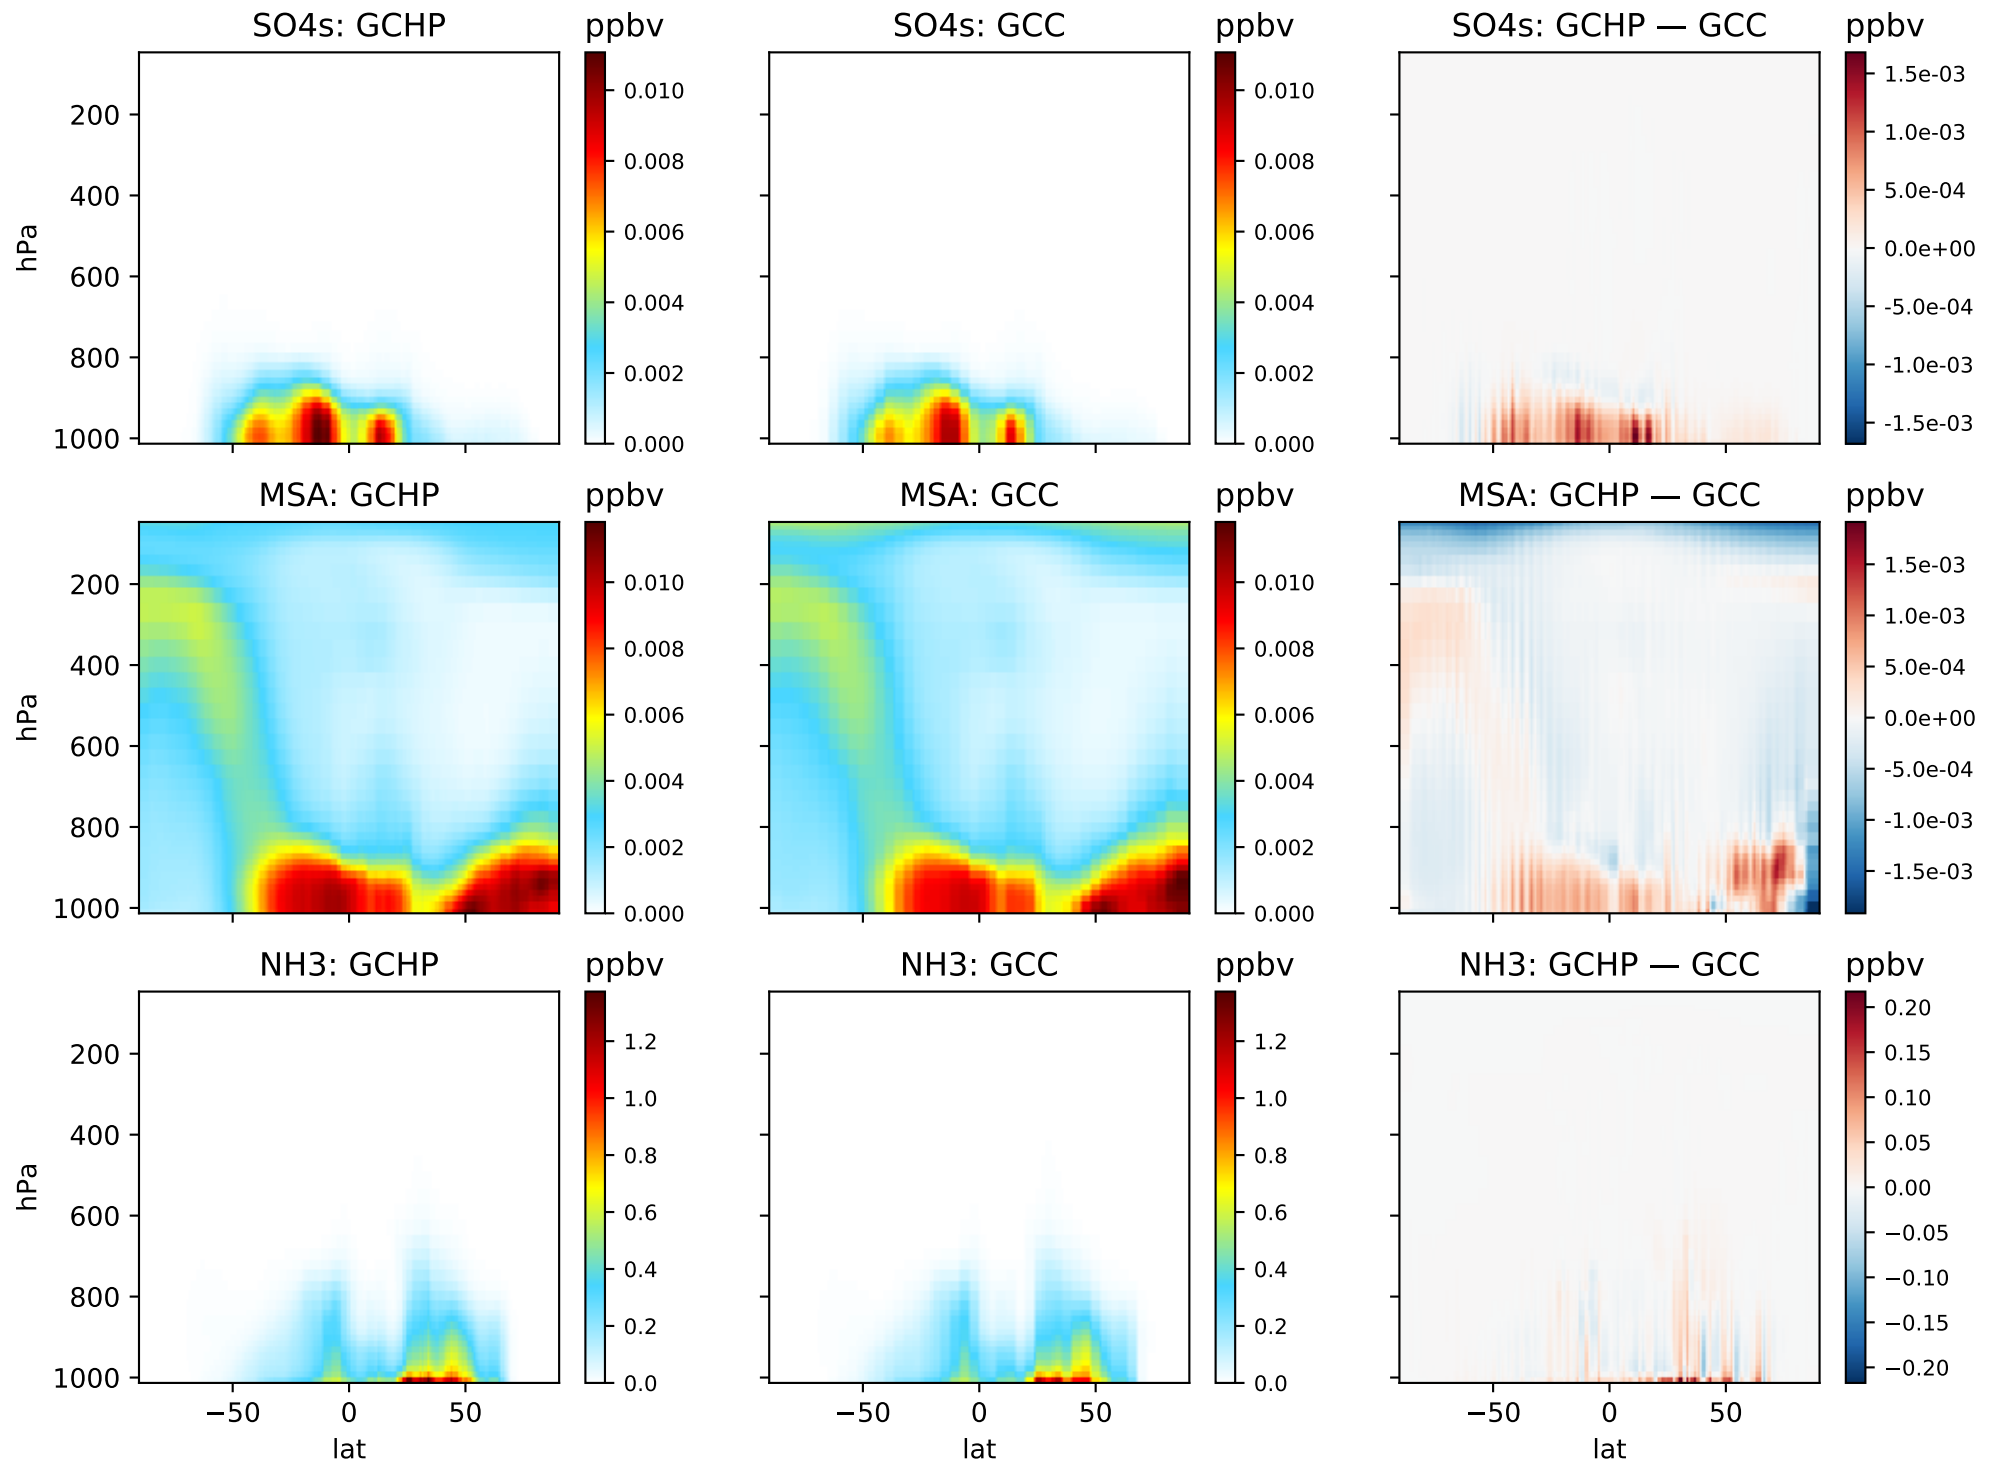 SO4s: GCHP ppbv SO4s: GCC ppbv SO4s: GCHP — GCC ppbv
200
400
600
800
1000
hPa
0.010
0.008
0.006
0.004
0.002
0.000
0.010
0.008
0.006
0.004
0.002
0.000
1.5e-03
1.0e-03
5.0e-04
0.0e+00
-5.0e-04
-1.0e-03
-1.5e-03
MSA: GCHP ppbv MSA: GCC ppbv MSA: GCHP — GCC ppbv
200
400
600
800
1000
hPa
0.010
0.008
0.006
0.004
0.002
0.000
0.010
0.008
0.006
0.004
0.002
0.000
1.5e-03
1.0e-03
5.0e-04
0.0e+00
-5.0e-04
-1.0e-03
-1.5e-03
NH3: GCHP ppbv NH3: GCC ppbv NH3: GCHP — GCC ppbv
200
400
600
800
1000
hPa
1.2
1.0
0.8
0.6
0.4
0.2
0.0
1.2
1.0
0.8
0.6
0.4
0.2
0.0
0.20
0.15
0.10
0.05
0.00
−0.05
−0.10
−0.15
−0.20
−50 0 50 −50 0 50 −50 0 50
lat lat lat